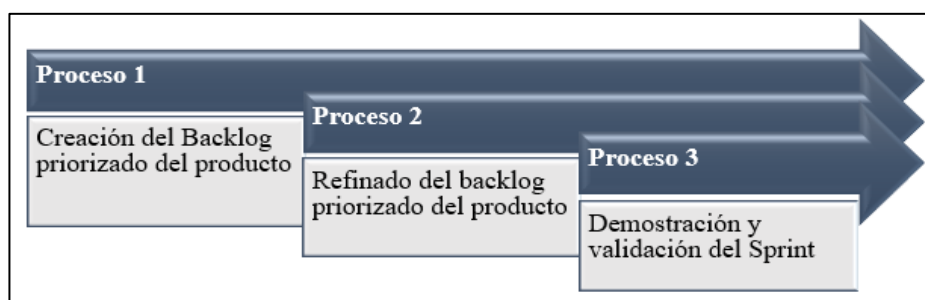 Proceso 1
Creación del Backlog
priorizado del producto
Proceso 2
Refinado del backlog
priorizado del producto
Proceso 3
Demostración y
validación del Sprint